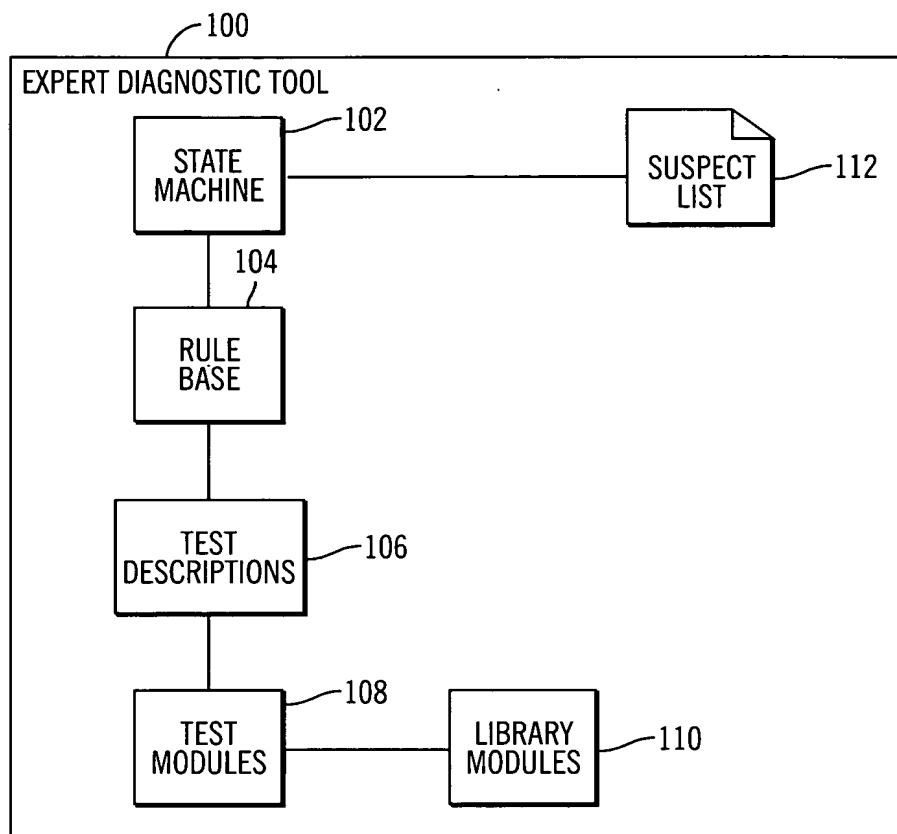 100
EXPERT DIAGNOSTIC TOOL
102
STATE
MACHINE
SUSPECT
LIST
112
104
RULE
BASE
TEST
DESCRIPTIONS
106
108
TEST
MODULES
LIBRARY
MODULES
110